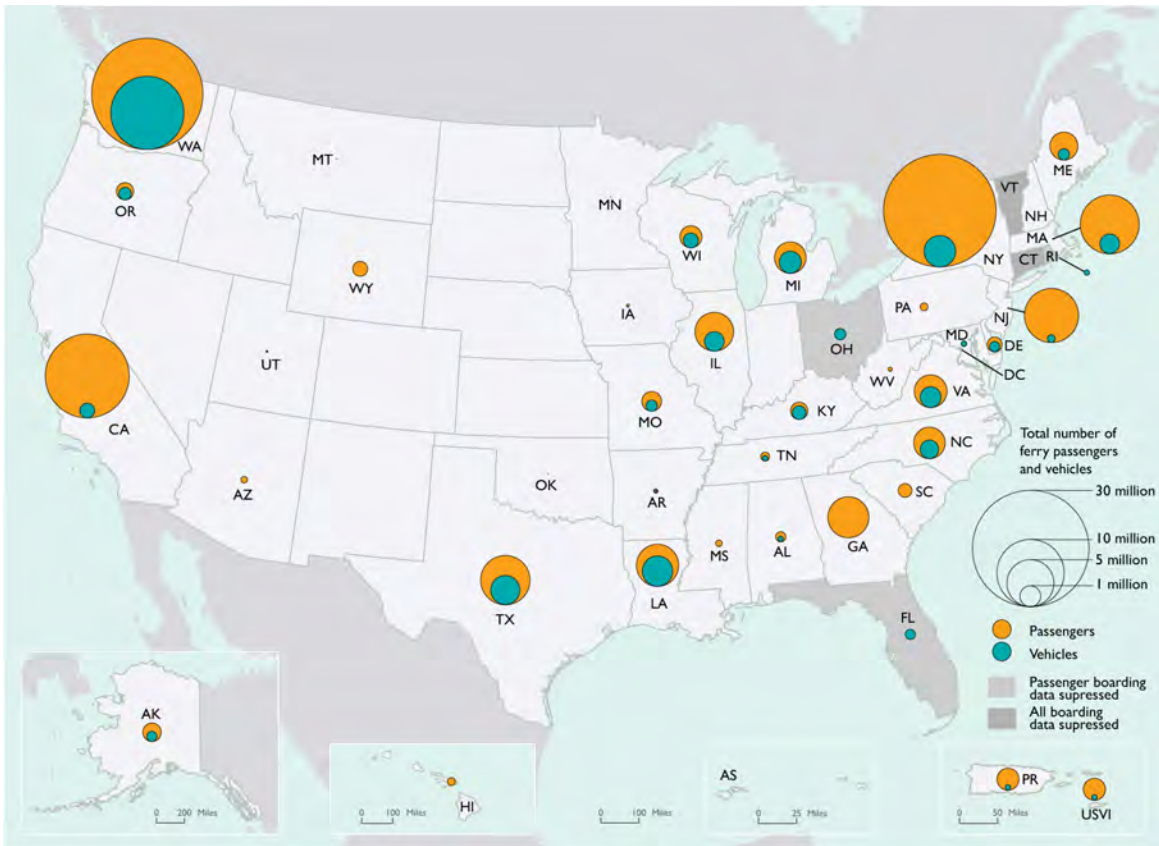 WA
MT
OR
MN
ME
VT
NH
MA
NY
CT
RI
WI
MI
WY
IA
PA
NJ
OH
MD
DE
DC
UT
IL
WV
VA
CA
MO
KY
NC
TN
AZ
OK
AR
SC
MS
AL
GA
TX
LA
FL
Total number of
ferry passengers
and vehicles
30 million
10 million
5 million
1 million
Passengers
Vehicles
Passenger boarding
data supressed
All boarding
data supressed
AK
0 200 Miles
HI
0 100 Miles
0 100 Miles
AS
0 25 Miles
PR
USVI
0 50 Miles